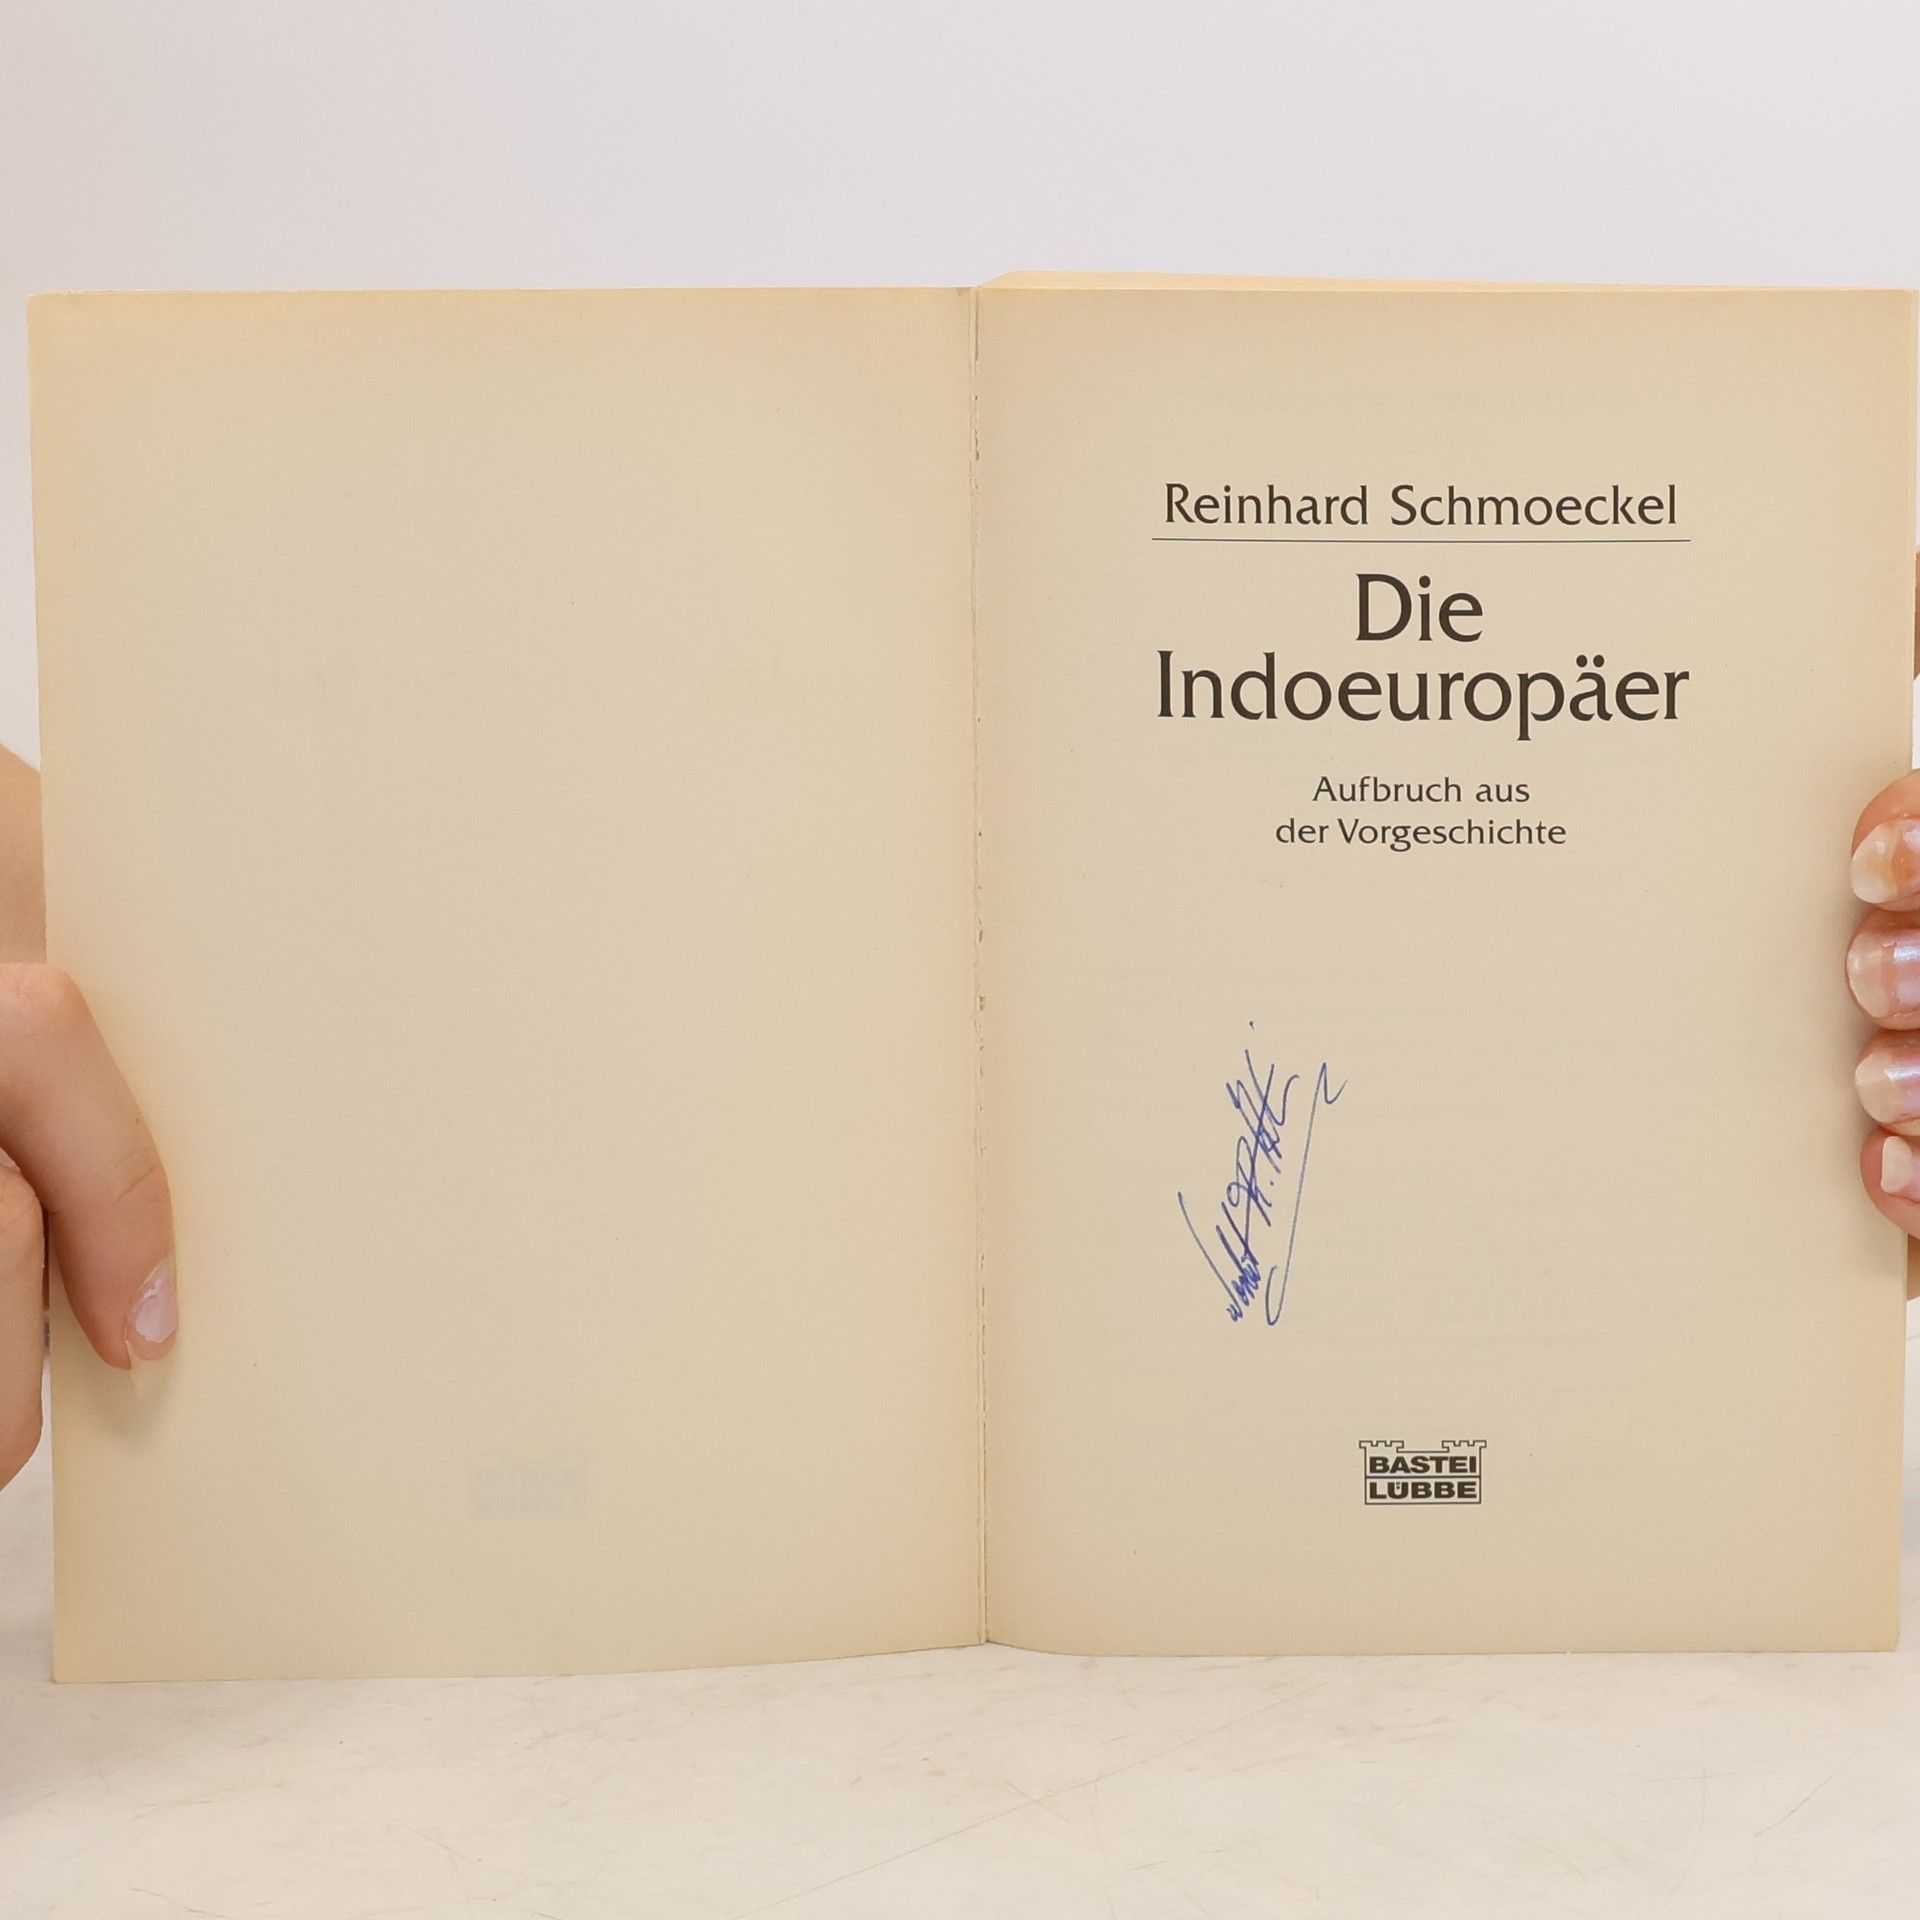 Reinhard Schmoeckel
Die
Indoeuropäer
Aufbruch aus
der Vorgeschichte
BASTEI
LÜBBE